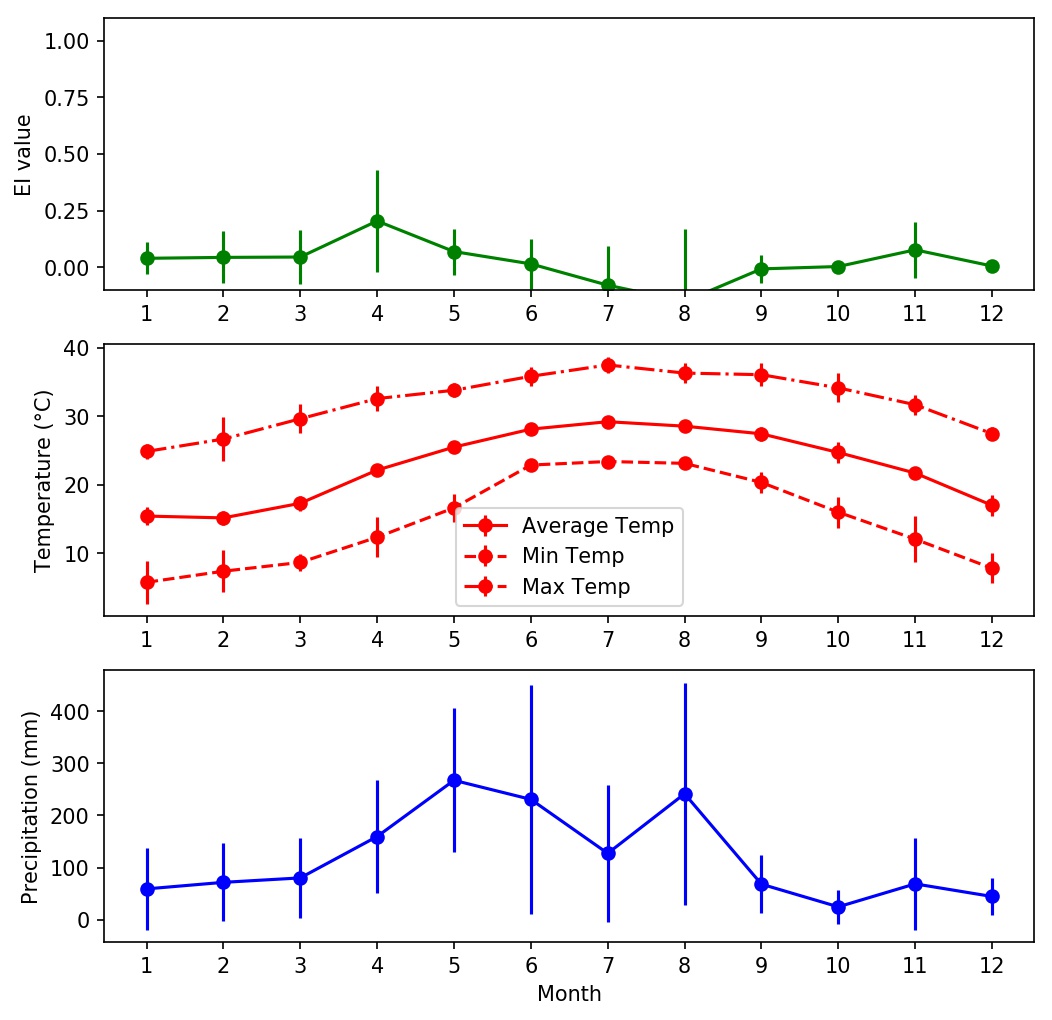 EI value
1.00
0.75
0.50
0.25
0.00
1 2 3 4 5 6 7 8 9 10 11 12
Temperature (°C)
40
30
20
10
Average Temp
Min Temp
Max Temp
1 2 3 4 5 6 7 8 9 10 11 12
Precipitation (mm)
400
300
200
100
0
1 2 3 4 5 6 7 8 9 10 11 12
Month